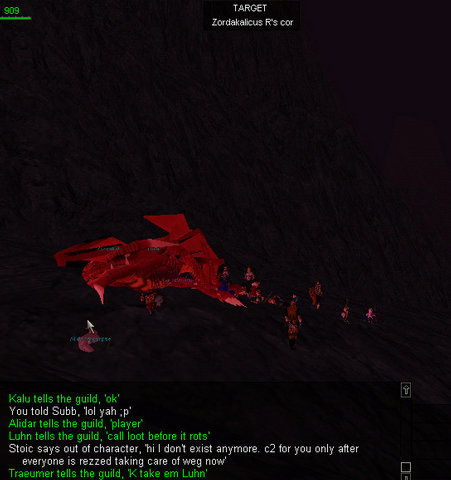 909
TARGET
Zordakalicus R's cor
Kalu tells the guild, 'ok'
You told Subb, 'lol yah ;p'
Alidar tells the guild, 'player'
Luhn tells the guild, 'call loot before it rots'
Stoic says out of character, 'hi I don't exist anymore. c2 for you only after
everyone is rezzed taking care of weg now'
Traeumer tells the guild, 'K take em Luhn'